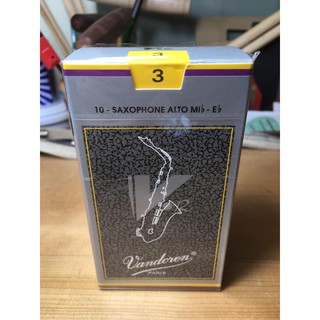 3
10 - SAXOPHONE ALTO Mi♭ - E♭
V
Vandoren®
PARIS